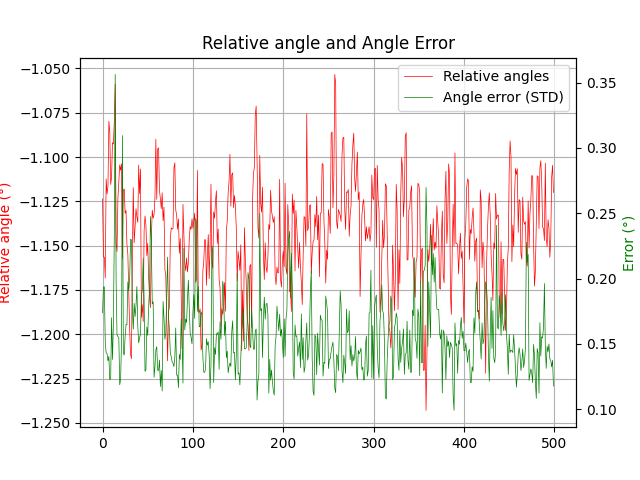 Relative angle and Angle Error
Relative angles
Angle error (STD)
Relative angle (°)
−1.050
−1.075
−1.100
−1.125
−1.150
−1.175
−1.200
−1.225
−1.250
0.35
0.30
0.25
0.20
0.15
0.10
Error (°)
0 100 200 300 400 500